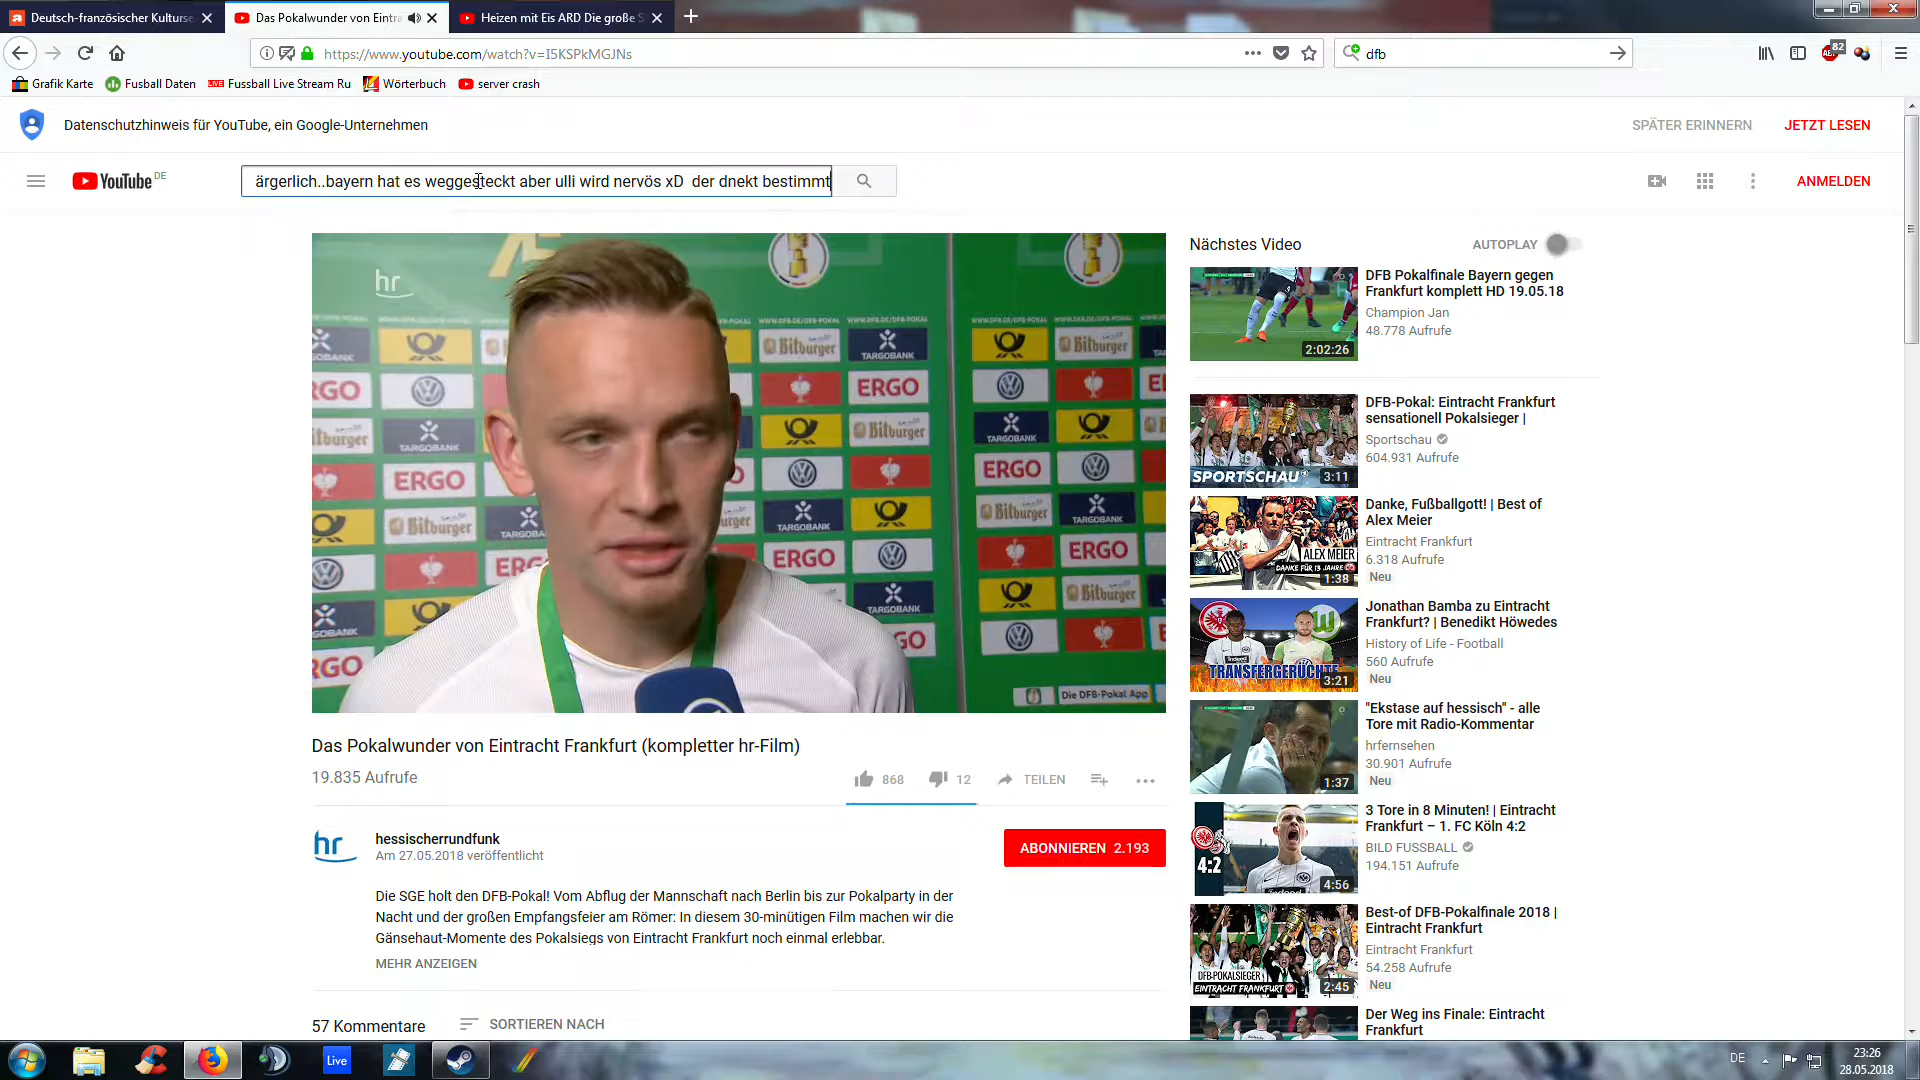 Deutsch-französischer Kulturse
Das Pokalwunder von Eintra
Heizen mit Eis ARD Die große S
https://www.youtube.com/watch?v=I5KSPkMGJNs
dfb
82
Grafik Karte
Fusball Daten
LIVE Fussball Live Stream Ru
Wörterbuch
server crash
Datenschutzhinweis für YouTube, ein Google-Unternehmen
SPÄTER ERINNERN
JETZT LESEN
YouTube DE
ärgerlich..bayern hat es weggesteckt aber ulli wird nervös xD  der dnekt bestimmt
ANMELDEN
hr
WWW.DFB.DE/DFB-POKAL
Bitburger
TARGOBANK
ERGO
Die DFB-Pokal App
Das Pokalwunder von Eintracht Frankfurt (kompletter hr-Film)
19.835 Aufrufe
868
12
TEILEN
hr
hessischerrundfunk
Am 27.05.2018 veröffentlicht
ABONNIEREN 2.193
Die SGE holt den DFB-Pokal! Vom Abflug der Mannschaft nach Berlin bis zur Pokalparty in der
Nacht und der großen Empfangsfeier am Römer: In diesem 30-minütigen Film machen wir die
Gänsehaut-Momente des Pokalsiegs von Eintracht Frankfurt noch einmal erlebbar.
MEHR ANZEIGEN
57 Kommentare
SORTIEREN NACH
Nächstes Video
AUTOPLAY
2:02:26
DFB Pokalfinale Bayern gegen
Frankfurt komplett HD 19.05.18
Champion Jan
48.778 Aufrufe
SPORTSCHAU
3:11
DFB-Pokal: Eintracht Frankfurt
sensationell Pokalsieger |
Sportschau
604.931 Aufrufe
ALEX MEIER
DANKE FÜR 13 JAHRE
1:38
Danke, Fußballgott! | Best of
Alex Meier
Eintracht Frankfurt
6.318 Aufrufe
Neu
TRANSFERGERÜCHTE
3:21
Jonathan Bamba zu Eintracht
Frankfurt? | Benedikt Höwedes
History of Life - Football
560 Aufrufe
Neu
1:37
"Ekstase auf hessisch" - alle
Tore mit Radio-Kommentar
hrfernsehen
30.901 Aufrufe
Neu
4:2
4:56
3 Tore in 8 Minuten! | Eintracht
Frankfurt – 1. FC Köln 4:2
BILD FUSSBALL
194.151 Aufrufe
DFB-POKALSIEGER
EINTRACHT FRANKFURT
2:45
Best-of DFB-Pokalfinale 2018 |
Eintracht Frankfurt
Eintracht Frankfurt
54.258 Aufrufe
Neu
Der Weg ins Finale: Eintracht
Frankfurt
Live
DE
23:26
28.05.2018